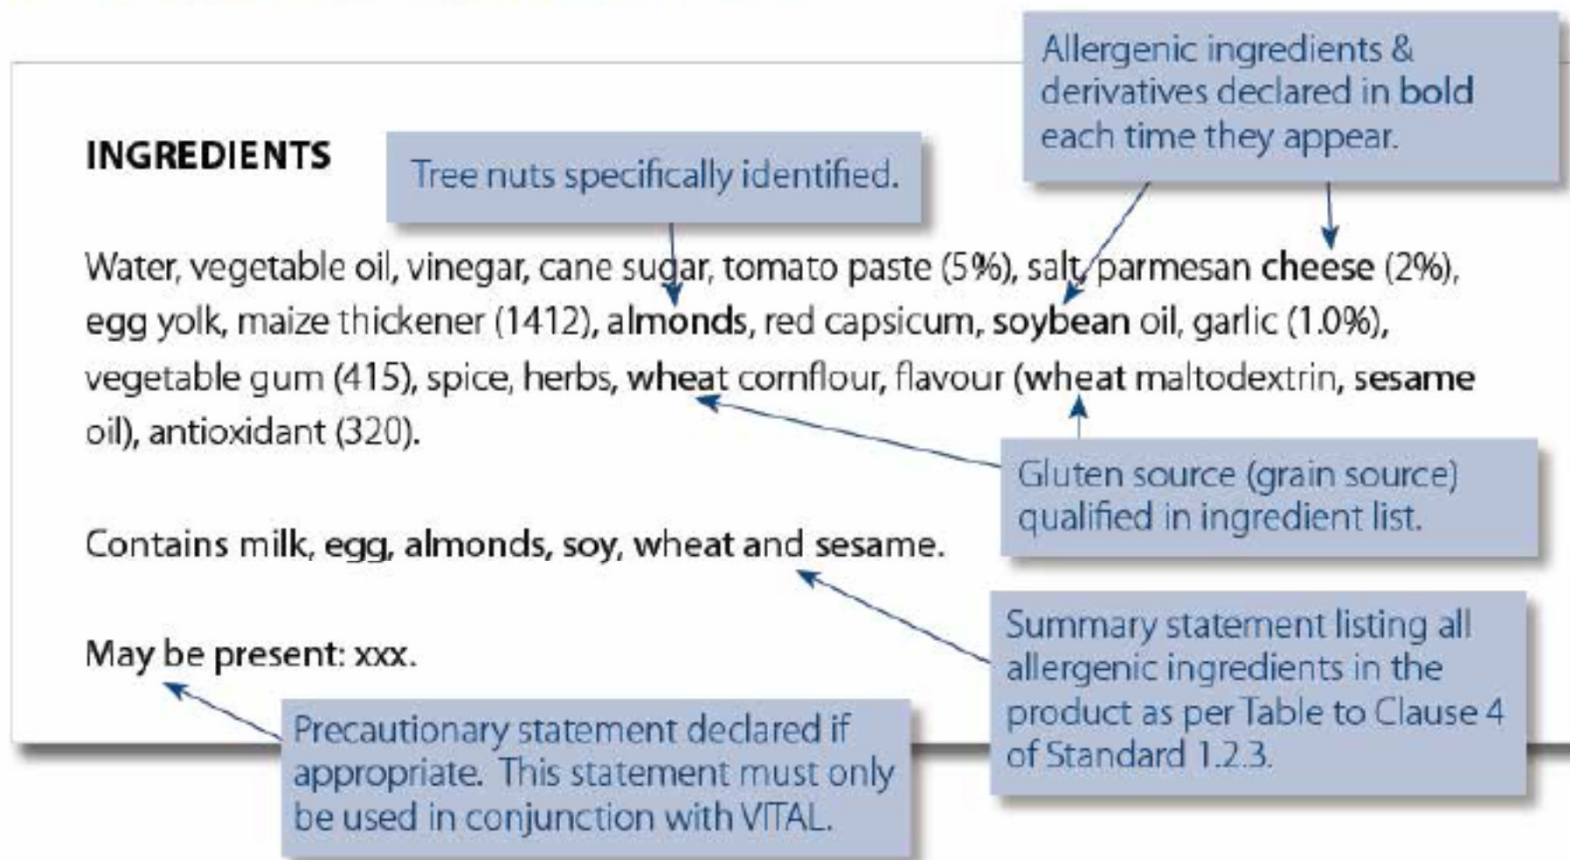 Allergenic ingredients &
derivatives declared in bold
each time they appear.
INGREDIENTS
Tree nuts specifically identified.
Water, vegetable oil, vinegar, cane sugar, tomato paste (5%), salt, parmesan cheese (2%),
egg yolk, maize thickener (1412), almonds, red capsicum, soybean oil, garlic (1.0%),
vegetable gum (415), spice, herbs, wheat cornflour, flavour (wheat maltodextrin, sesame
oil), antioxidant (320).
Gluten source (grain source)
qualified in ingredient list.
Contains milk, egg, almonds, soy, wheat and sesame.
Summary statement listing all
allergenic ingredients in the
product as per Table to Clause 4
of Standard 1.2.3.
May be present: xxx.
Precautionary statement declared if
appropriate. This statement must only
be used in conjunction with VITAL.